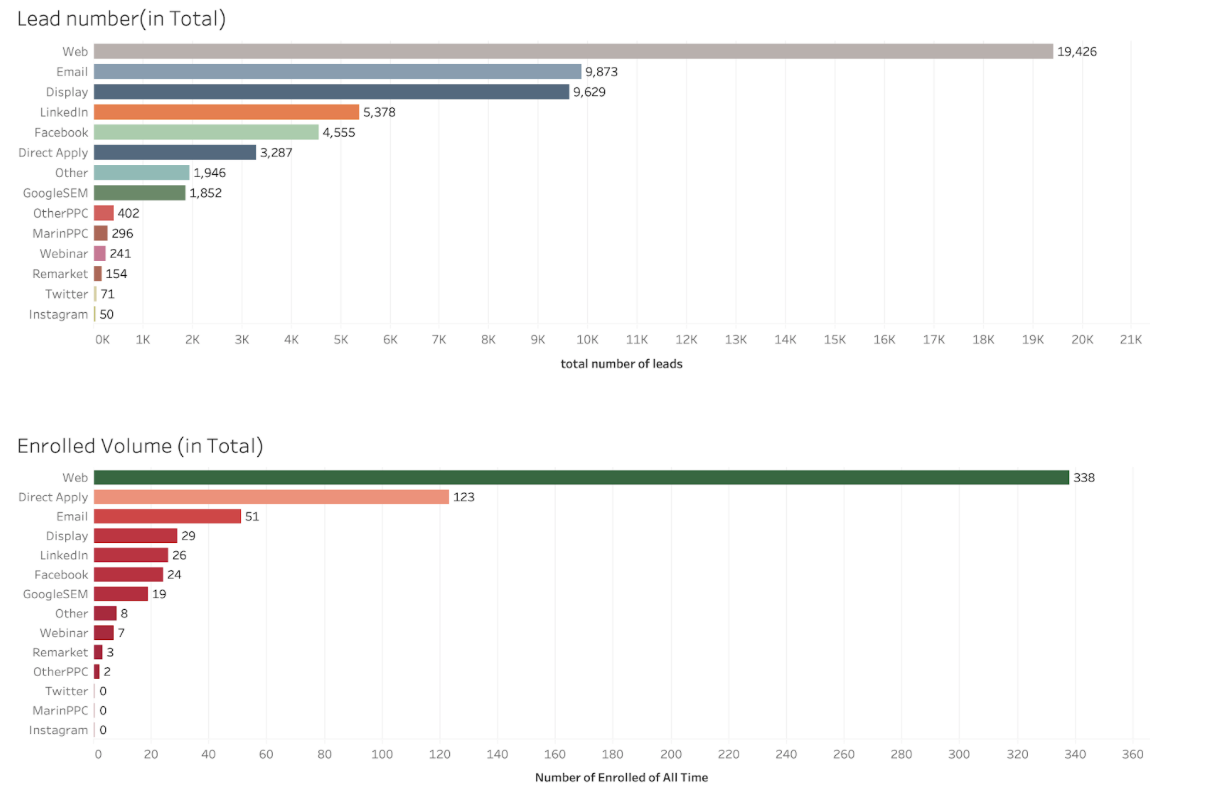 Lead number(in Total)
Web 19,426
Email 9,873
Display 9,629
LinkedIn 5,378
Facebook 4,555
Direct Apply 3,287
Other 1,946
GoogleSEM 1,852
OtherPPC 402
MarinPPC 296
Webinar 241
Remarket 154
Twitter 71
Instagram 50
0K 1K 2K 3K 4K 5K 6K 7K 8K 9K 10K 11K 12K 13K 14K 15K 16K 17K 18K 19K 20K 21K
total number of leads
Enrolled Volume (in Total)
Web 338
Direct Apply 123
Email 51
Display 29
LinkedIn 26
Facebook 24
GoogleSEM 19
Other 8
Webinar 7
Remarket 3
OtherPPC 2
Twitter 0
MarinPPC 0
Instagram 0
0 20 40 60 80 100 120 140 160 180 200 220 240 260 280 300 320 340 360
Number of Enrolled of All Time